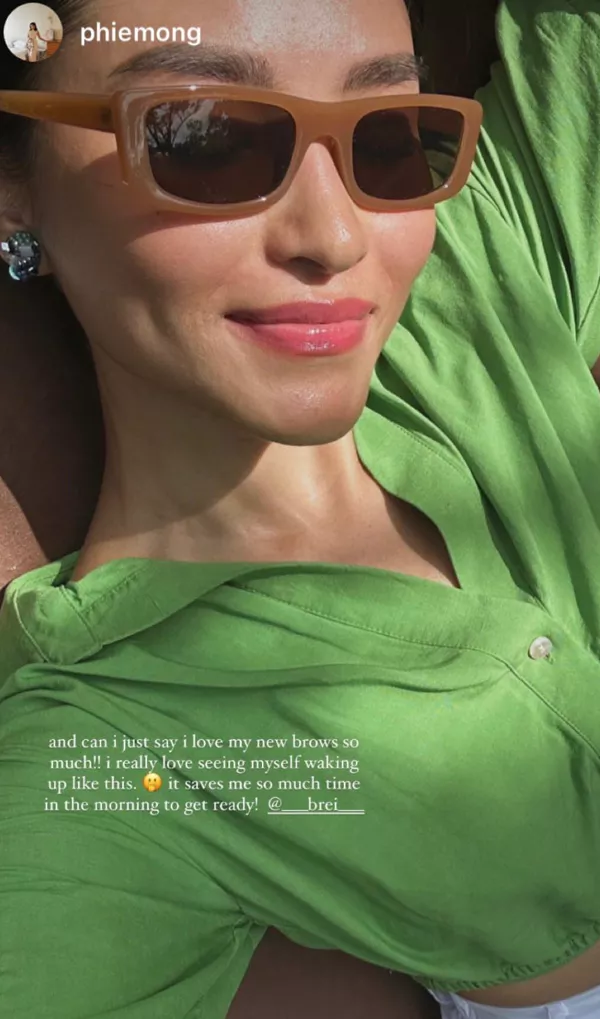 phiemong
and can i just say i love my new brows so
much!! i really love seeing myself waking
up like this. 🤫 it saves me so much time
in the morning to get ready! @___brei___